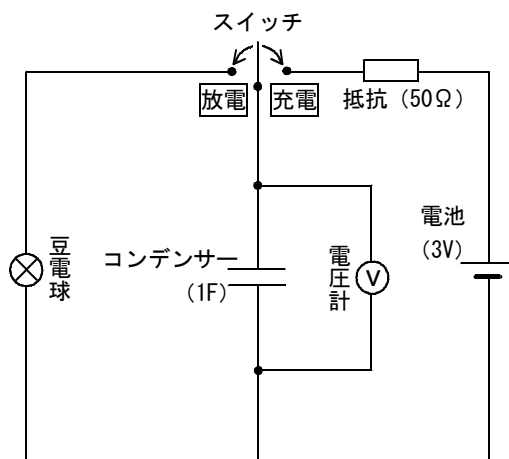 スイッチ
放電
充電
抵抗（50Ω）
豆電球
コンデンサー
（1F）
電圧計
V
電池
（3V）